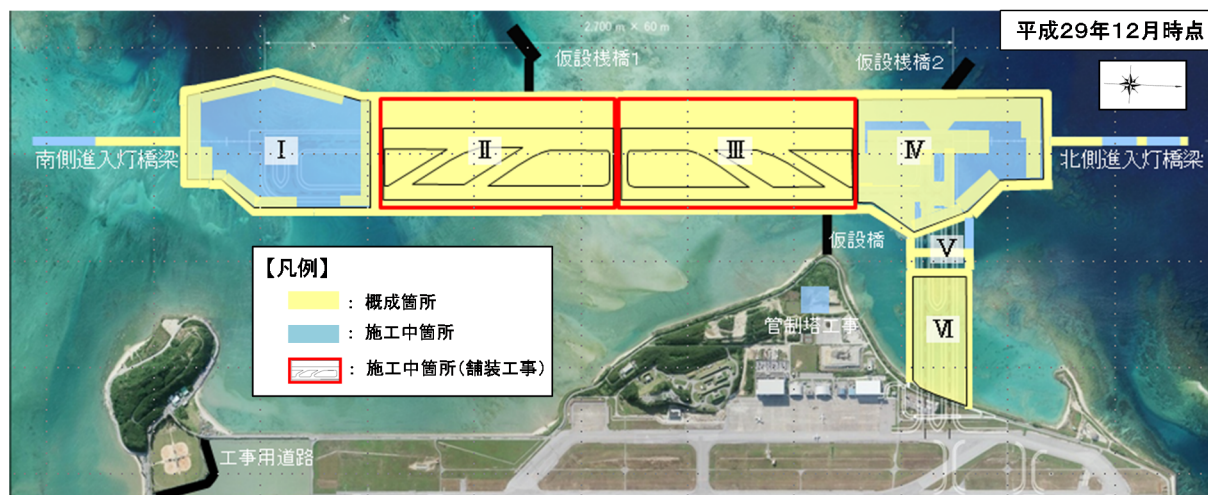 平成29年12月時点
2,700 m × 60 m
仮設桟橋1
仮設桟橋2
南側進入灯橋梁
Ⅰ
Ⅱ
Ⅲ
Ⅳ
北側進入灯橋梁
仮設橋
Ⅴ
Ⅵ
管制塔工事
工事用道路
【凡例】
： 概成箇所
： 施工中箇所
： 施工中箇所(舗装工事)